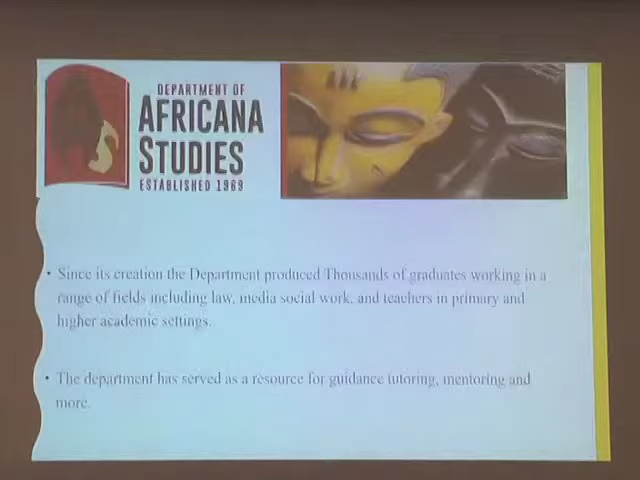 DEPARTMENT OF
AFRICANA
STUDIES
ESTABLISHED 1969
• Since its creation the Department produced Thousands of graduates working in a
range of fields including law, media social work, and teachers in primary and
higher academic settings.
• The department has served as a resource for guidance tutoring, mentoring and
more.